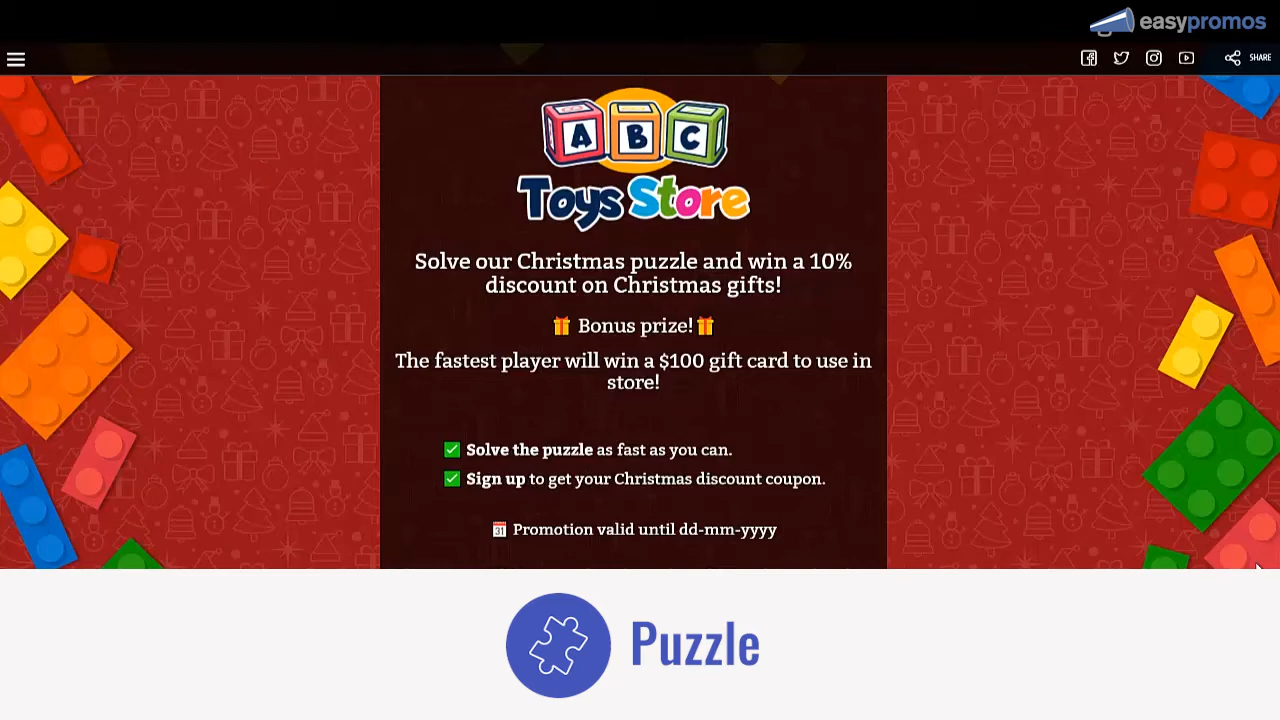 easypromos
SHARE
A B C
Toys Store
Solve our Christmas puzzle and win a 10%
discount on Christmas gifts!
🎁 Bonus prize!🎁
The fastest player will win a $100 gift card to use in
store!
✅ Solve the puzzle as fast as you can.
✅ Sign up to get your Christmas discount coupon.
📅 Promotion valid until dd-mm-yyyy
Puzzle